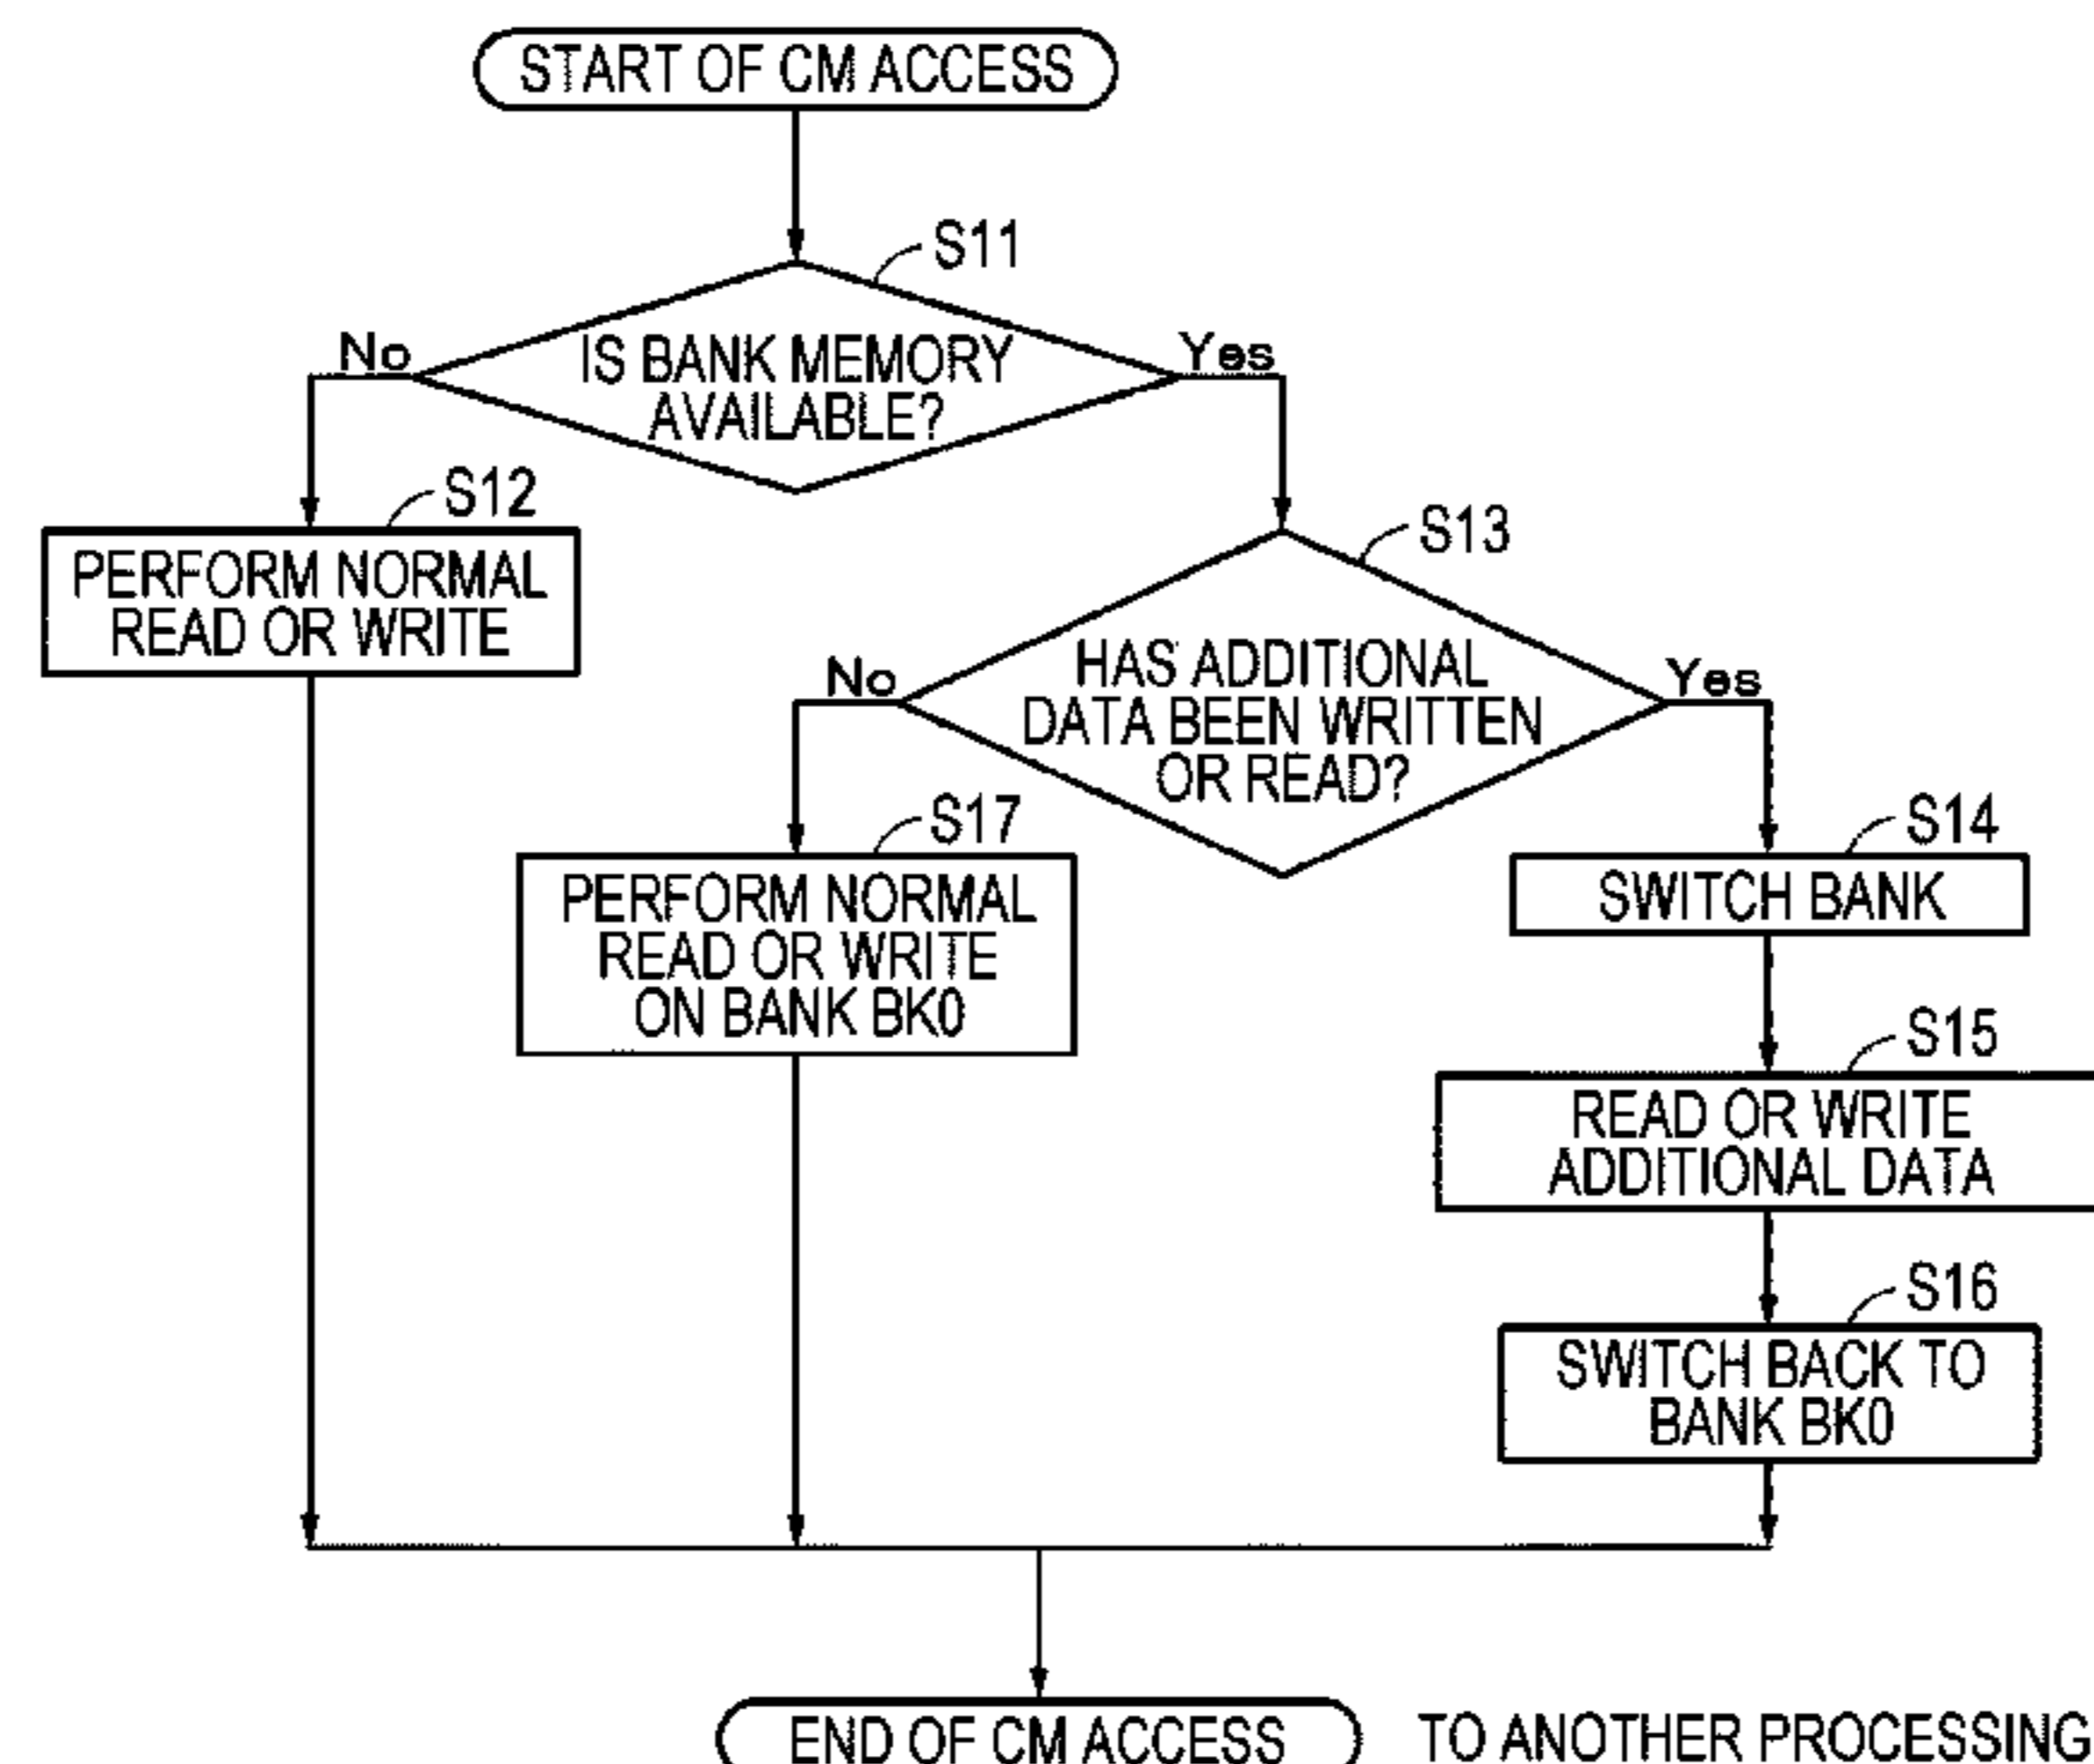 START OF CM ACCESS
S11
No
Yes
IS BANK MEMORY
AVAILABLE?
S12
PERFORM NORMAL
READ OR WRITE
S13
No
Yes
HAS ADDITIONAL
DATA BEEN WRITTEN
OR READ?
S17
PERFORM NORMAL
READ OR WRITE
ON BANK BK0
S14
SWITCH BANK
S15
READ OR WRITE
ADDITIONAL DATA
S16
SWITCH BACK TO
BANK BK0
END OF CM ACCESS
TO ANOTHER PROCESSING